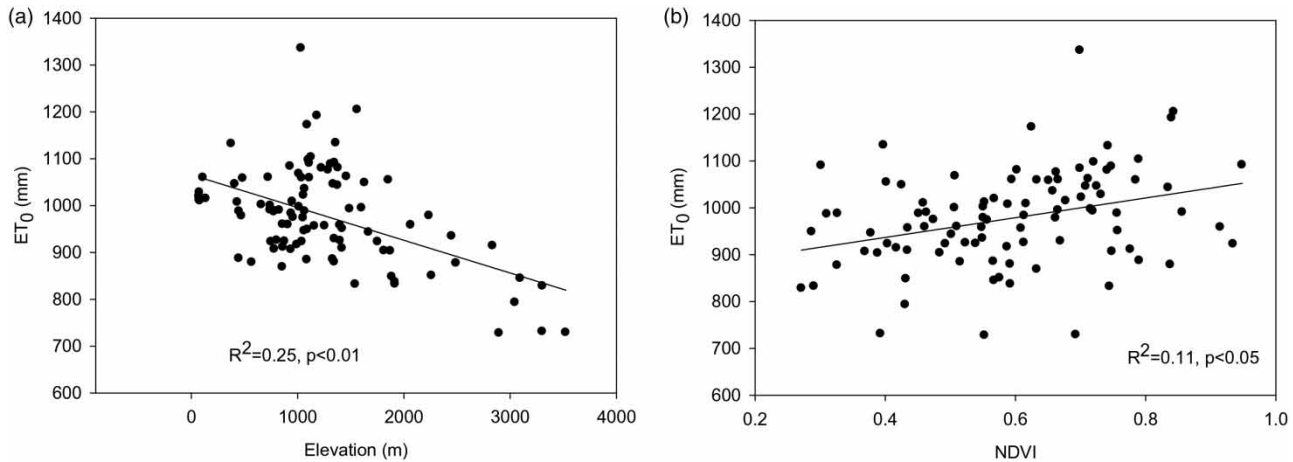 (a)
1400
1300
1200
1100
1000
900
800
700
600
ET0 (mm)
R2=0.25, p<0.01
0 1000 2000 3000 4000
Elevation (m)
(b)
1400
1300
1200
1100
1000
900
800
700
600
ET0 (mm)
R2=0.11, p<0.05
0.2 0.4 0.6 0.8 1.0
NDVI